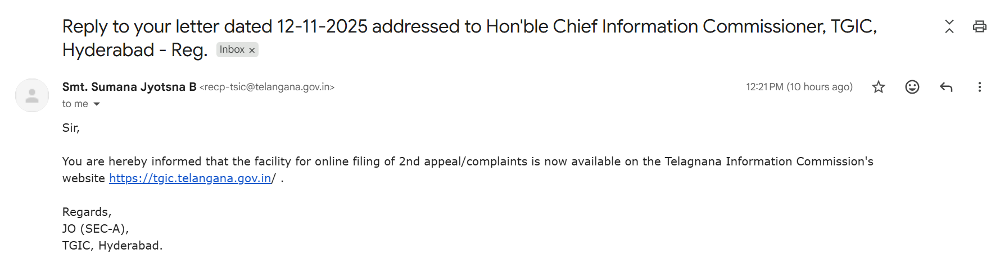 Reply to your letter dated 12-11-2025 addressed to Hon'ble Chief Information Commissioner, TGIC,
Hyderabad - Reg. Inbox ×
Smt. Sumana Jyotsna B <recp-tsic@telangana.gov.in> 12:21 PM (10 hours ago)
to me
Sir,
You are hereby informed that the facility for online filing of 2nd appeal/complaints is now available on the Telagnana Information Commission's
website https://tgic.telangana.gov.in/ .
Regards,
JO (SEC-A),
TGIC, Hyderabad.